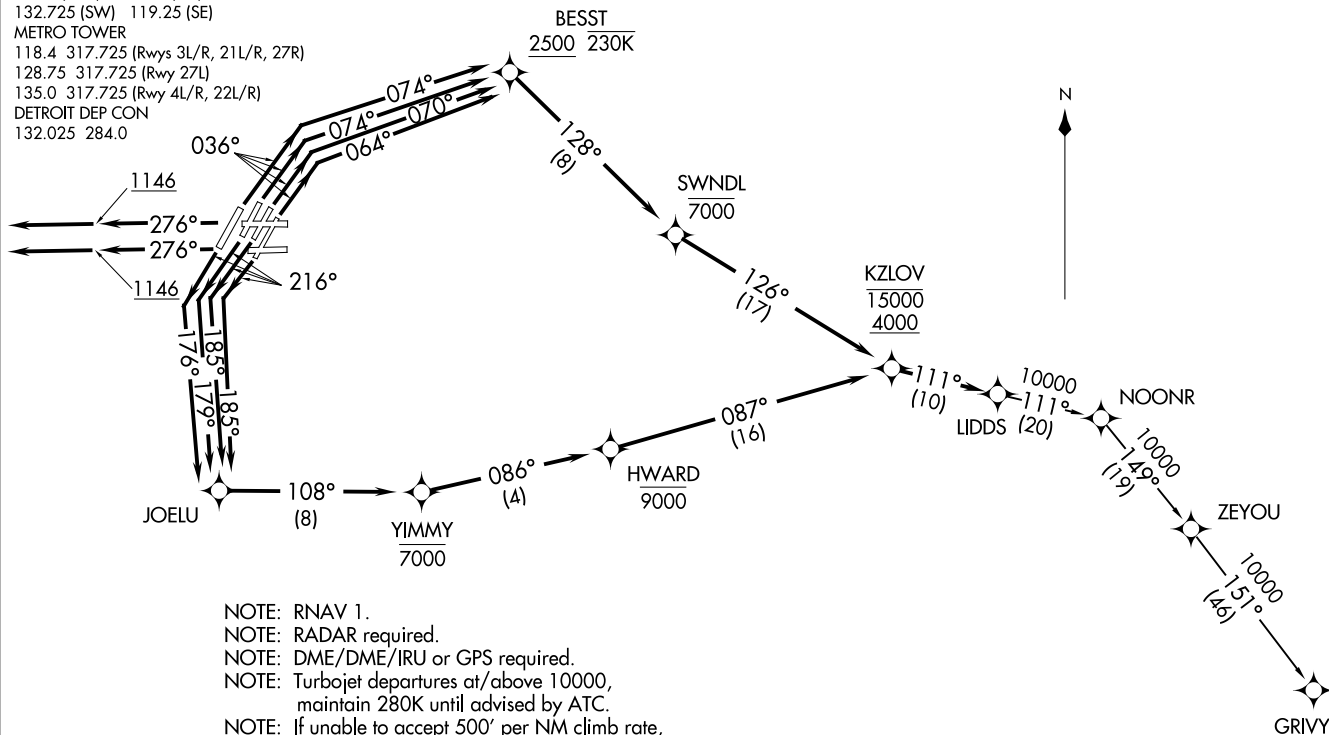 132.725 (SW) 119.25 (SE)
METRO TOWER
118.4 317.725 (Rwys 3L/R, 21L/R, 27R)
128.75 317.725 (Rwy 27L)
135.0 317.725 (Rwy 4L/R, 22L/R)
DETROIT DEP CON
132.025 284.0
BESST
2500 230K
074°
074°
070°
064°
036°
128°
(8)
N
1146
276°
276°
1146
216°
SWNDL
7000
126°
(17)
KZLOV
15000
4000
176°
185°
179°
185°
111°
(10)
LIDDS
10000
111°
(20)
NOONR
087°
(16)
10000
149°
(19)
JOELU
108°
(8)
YIMMY
7000
086°
(4)
HWARD
9000
ZEYOU
10000
151°
(46)
GRIVY
NOTE: RNAV 1.
NOTE: RADAR required.
NOTE: DME/DME/IRU or GPS required.
NOTE: Turbojet departures at/above 10000,
maintain 280K until advised by ATC.
NOTE: If unable to accept 500' per NM climb rate,